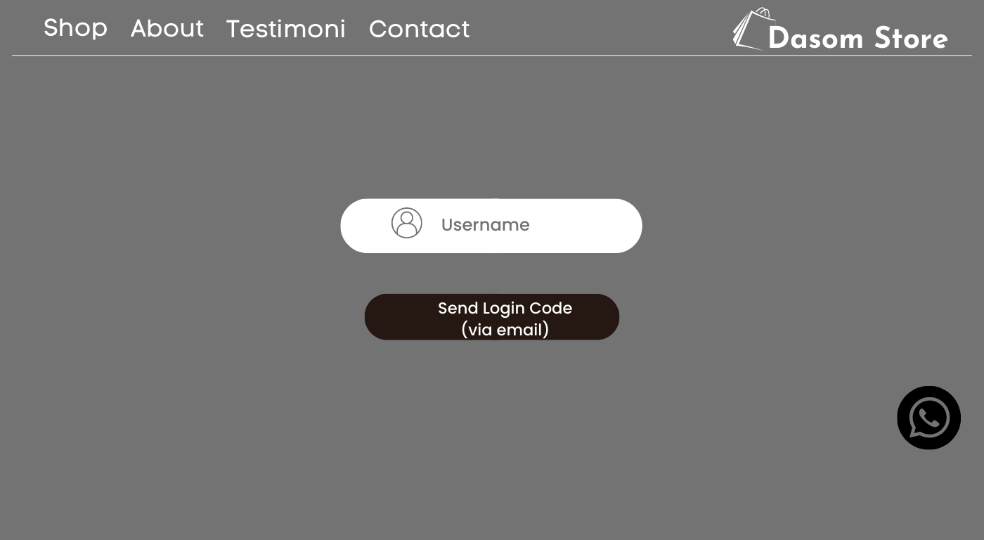 Shop About Testimoni Contact
Dasom Store
Username
Send Login Code
(via email)